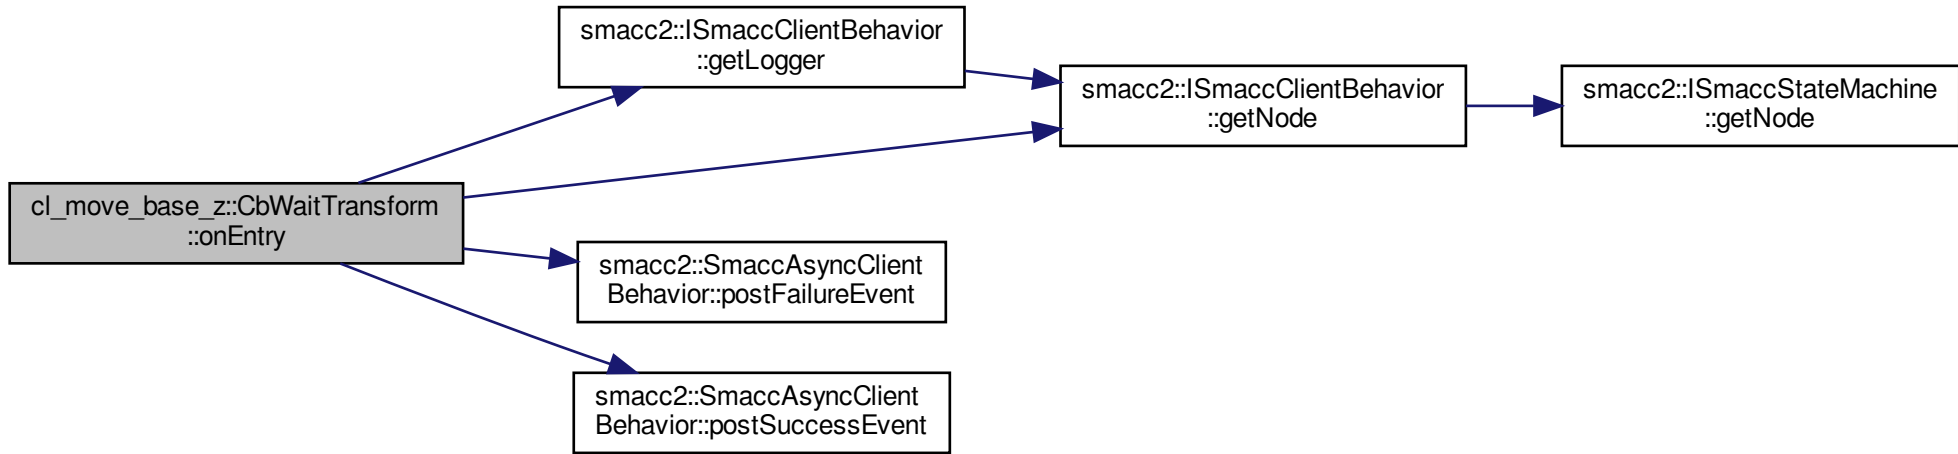 smacc2::ISmaccClientBehavior
::getLogger
smacc2::ISmaccClientBehavior
::getNode
smacc2::ISmaccStateMachine
::getNode
cl_move_base_z::CbWaitTransform
::onEntry
smacc2::SmaccAsyncClient
Behavior::postFailureEvent
smacc2::SmaccAsyncClient
Behavior::postSuccessEvent